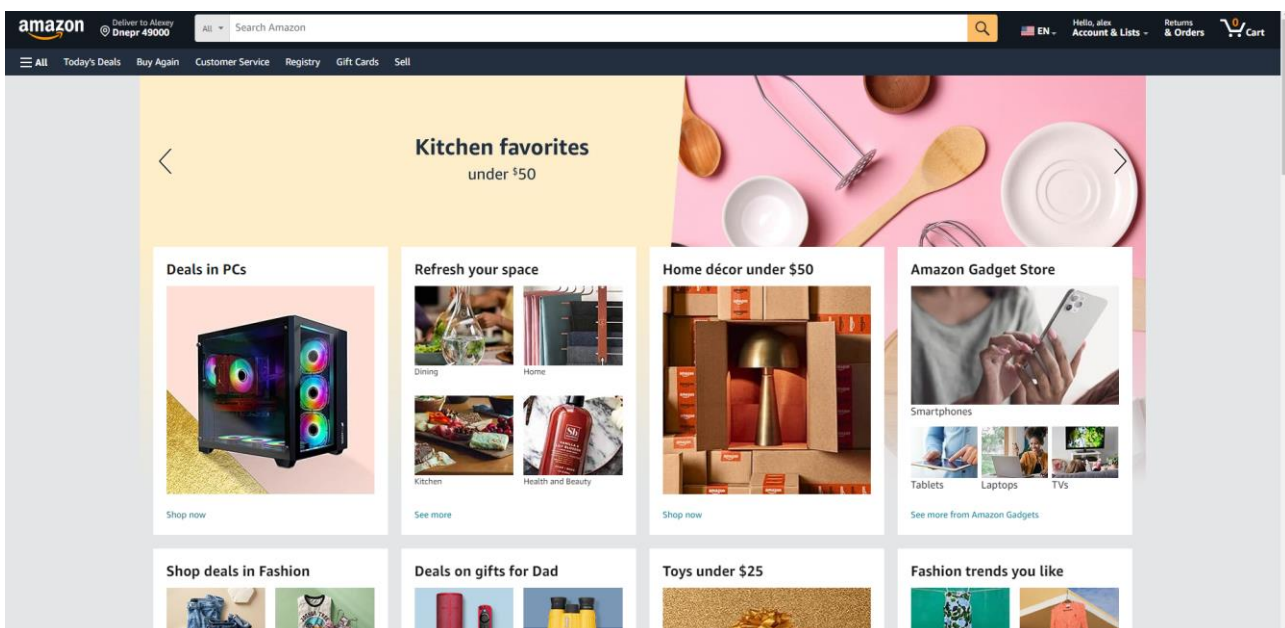 amazon
Deliver to Alexey
Dnepr 49000
All
Search Amazon
EN
Hello, alex
Account & Lists
Returns
& Orders
0
Cart
All
Today's Deals
Buy Again
Customer Service
Registry
Gift Cards
Sell
Kitchen favorites
under $50
Deals in PCs
Refresh your space
Home décor under $50
Amazon Gadget Store
Dining
Home
Smartphones
Kitchen
Health and Beauty
Tablets
Laptops
TVs
Shop now
See more
Shop now
See more from Amazon Gadgets
Shop deals in Fashion
Deals on gifts for Dad
Toys under $25
Fashion trends you like